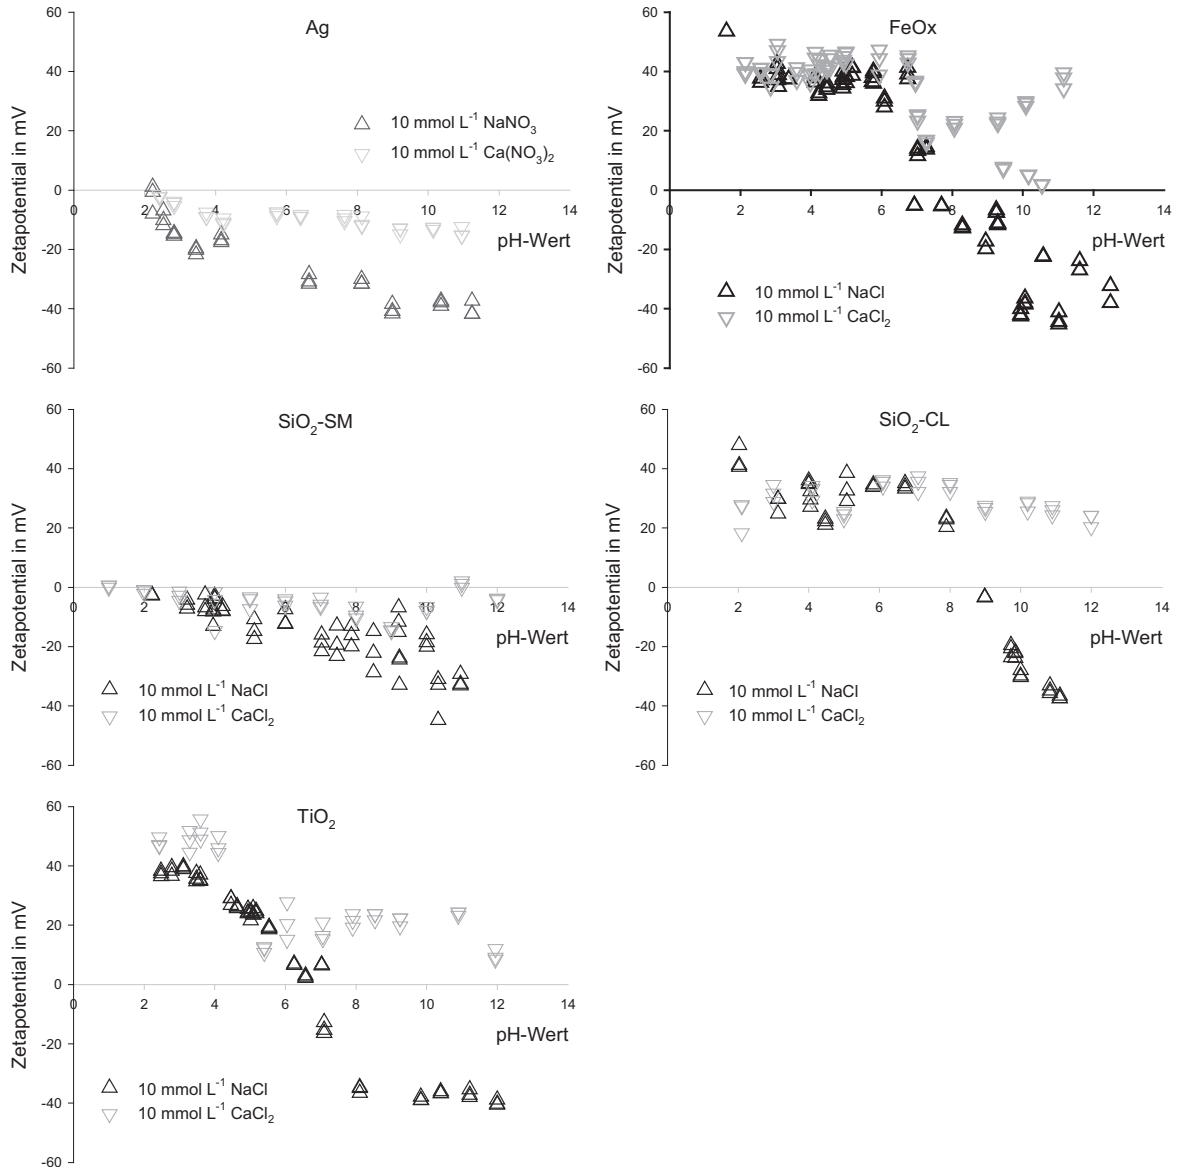 Ag
Zetapotential in mV
60
40
20
0
-20
-40
-60
0 2 4 6 8 10 12 14
pH-Wert
10 mmol L-1 NaNO3
10 mmol L-1 Ca(NO3)2
FeOx
Zetapotential in mV
60
40
20
0
-20
-40
-60
0 2 4 6 8 10 12 14
pH-Wert
10 mmol L-1 NaCl
10 mmol L-1 CaCl2
SiO2-SM
Zetapotential in mV
60
40
20
0
-20
-40
-60
0 2 4 6 8 10 12 14
pH-Wert
10 mmol L-1 NaCl
10 mmol L-1 CaCl2
SiO2-CL
Zetapotential in mV
60
40
20
0
-20
-40
-60
0 2 4 6 8 10 12 14
pH-Wert
10 mmol L-1 NaCl
10 mmol L-1 CaCl2
TiO2
Zetapotential in mV
60
40
20
0
-20
-40
-60
0 2 4 6 8 10 12 14
pH-Wert
10 mmol L-1 NaCl
10 mmol L-1 CaCl2